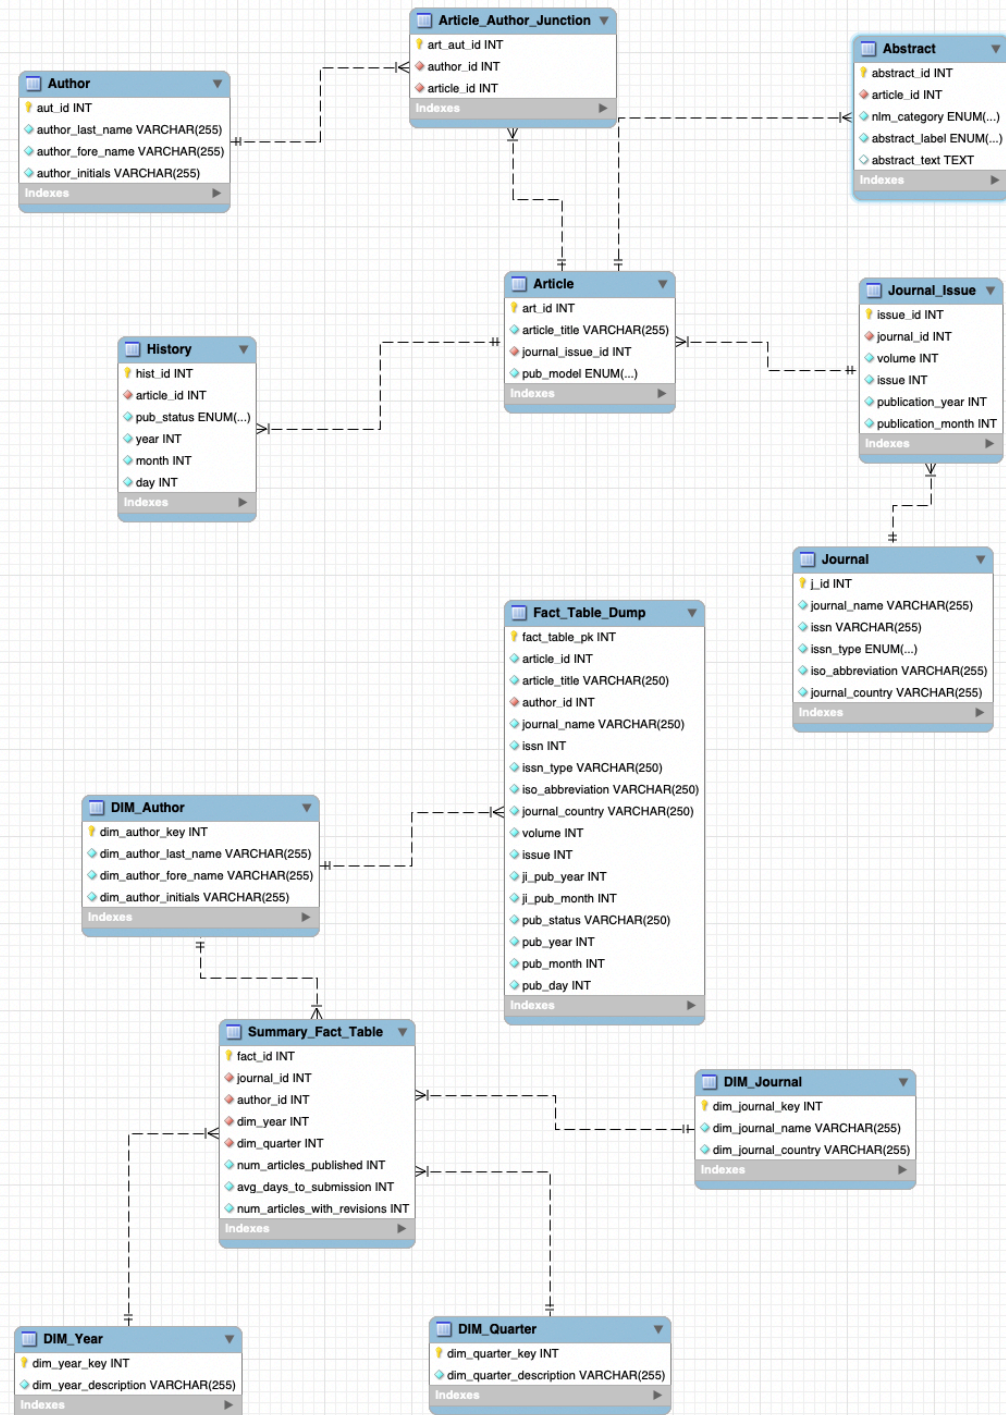 Article_Author_Junction
art_aut_id INT
author_id INT
article_id INT
Indexes
Abstract
abstract_id INT
article_id INT
nlm_category ENUM(...)
abstract_label ENUM(...)
abstract_text TEXT
Indexes
Author
aut_id INT
author_last_name VARCHAR(255)
author_fore_name VARCHAR(255)
author_initials VARCHAR(255)
Indexes
Article
art_id INT
article_title VARCHAR(255)
journal_issue_id INT
pub_model ENUM(...)
Indexes
Journal_Issue
issue_id INT
journal_id INT
volume INT
issue INT
publication_year INT
publication_month INT
Indexes
History
hist_id INT
article_id INT
pub_status ENUM(...)
year INT
month INT
day INT
Indexes
Journal
j_id INT
journal_name VARCHAR(255)
issn VARCHAR(255)
issn_type ENUM(...)
iso_abbreviation VARCHAR(255)
journal_country VARCHAR(255)
Indexes
Fact_Table_Dump
fact_table_pk INT
article_id INT
article_title VARCHAR(250)
author_id INT
journal_name VARCHAR(250)
issn INT
issn_type VARCHAR(250)
iso_abbreviation VARCHAR(250)
journal_country VARCHAR(250)
volume INT
issue INT
ji_pub_year INT
ji_pub_month INT
pub_status VARCHAR(250)
pub_year INT
pub_month INT
pub_day INT
Indexes
DIM_Author
dim_author_key INT
dim_author_last_name VARCHAR(255)
dim_author_fore_name VARCHAR(255)
dim_author_initials VARCHAR(255)
Indexes
Summary_Fact_Table
fact_id INT
journal_id INT
author_id INT
dim_year INT
dim_quarter INT
num_articles_published INT
avg_days_to_submission INT
num_articles_with_revisions INT
Indexes
DIM_Journal
dim_journal_key INT
dim_journal_name VARCHAR(255)
dim_journal_country VARCHAR(255)
Indexes
DIM_Year
dim_year_key INT
dim_year_description VARCHAR(255)
Indexes
DIM_Quarter
dim_quarter_key INT
dim_quarter_description VARCHAR(255)
Indexes